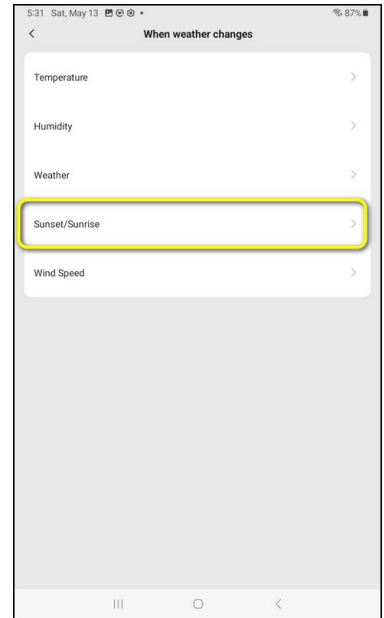 5:31 Sat, May 13 87%
When weather changes
Temperature
Humidity
Weather
Sunset/Sunrise
Wind Speed